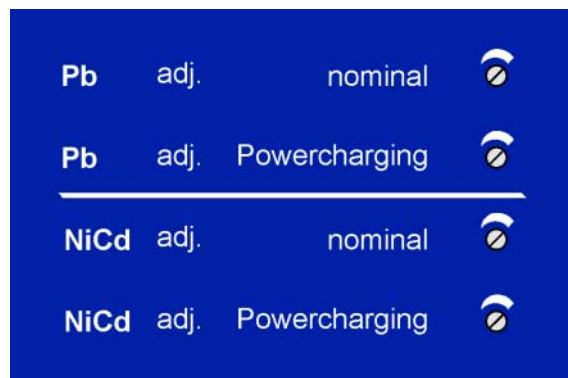 Pb adj. nominal
Pb adj. Powercharging
NiCd adj. nominal
NiCd adj. Powercharging